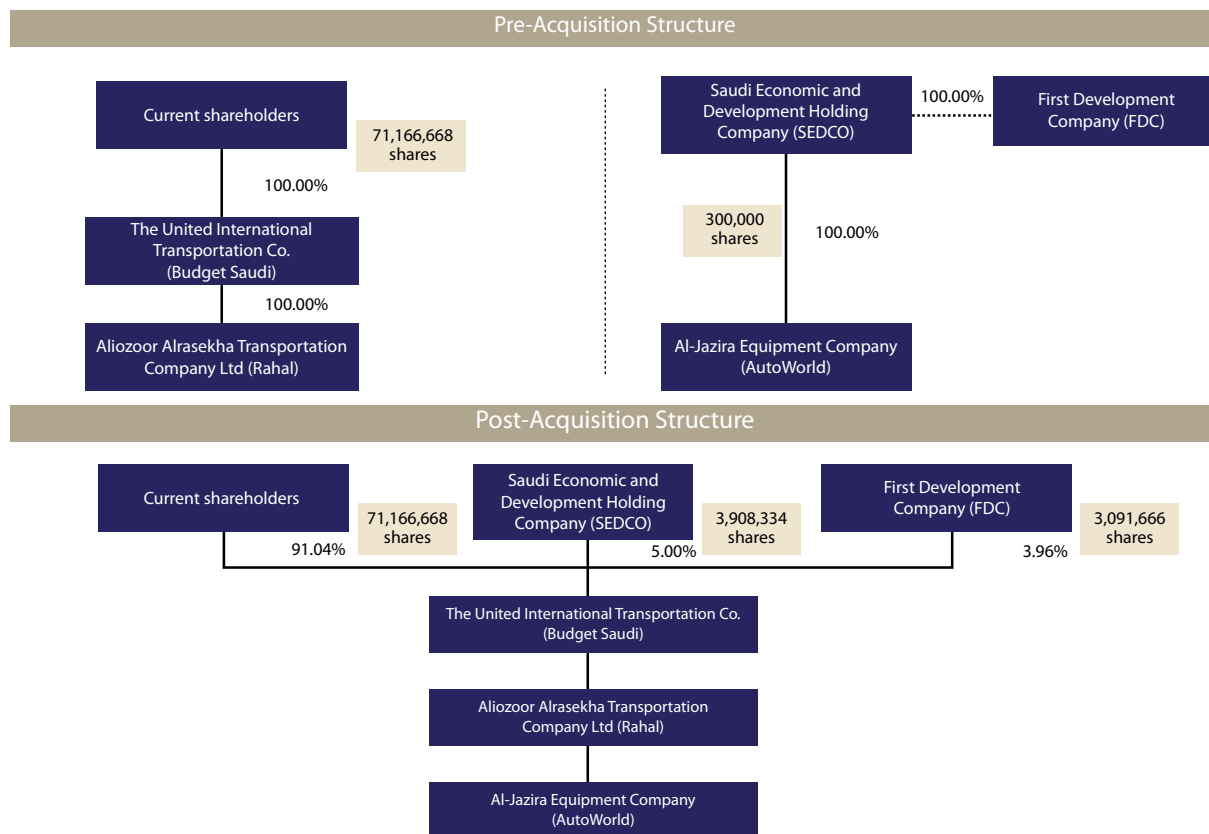 Pre-Acquisition Structure
Current shareholders
71,166,668
shares
100.00%
The United International
Transportation Co.
(Budget Saudi)
100.00%
Aliozoor Alrasekha Transportation
Company Ltd (Rahal)
Saudi Economic and
Development Holding
Company (SEDCO)
100.00%
First Development
Company (FDC)
300,000
shares
100.00%
Al-Jazira Equipment Company
(AutoWorld)
Post-Acquisition Structure
Current shareholders
71,166,668
shares
91.04%
Saudi Economic and
Development Holding
Company (SEDCO)
3,908,334
shares
5.00%
First Development
Company (FDC)
3,091,666
shares
3.96%
The United International Transportation Co.
(Budget Saudi)
Aliozoor Alrasekha Transportation
Company Ltd (Rahal)
Al-Jazira Equipment Company
(AutoWorld)